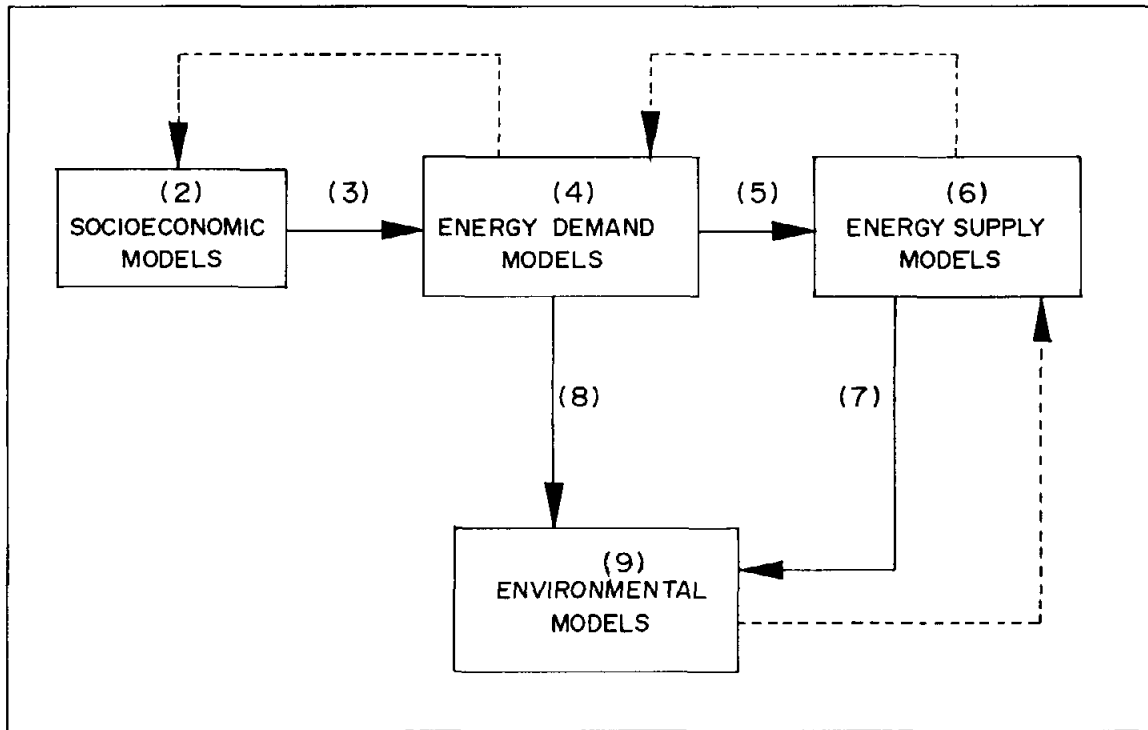 (2)
SOCIOECONOMIC
MODELS
(3)
(4)
ENERGY DEMAND
MODELS
(5)
(6)
ENERGY SUPPLY
MODELS
(8)
(7)
(9)
ENVIRONMENTAL
MODELS